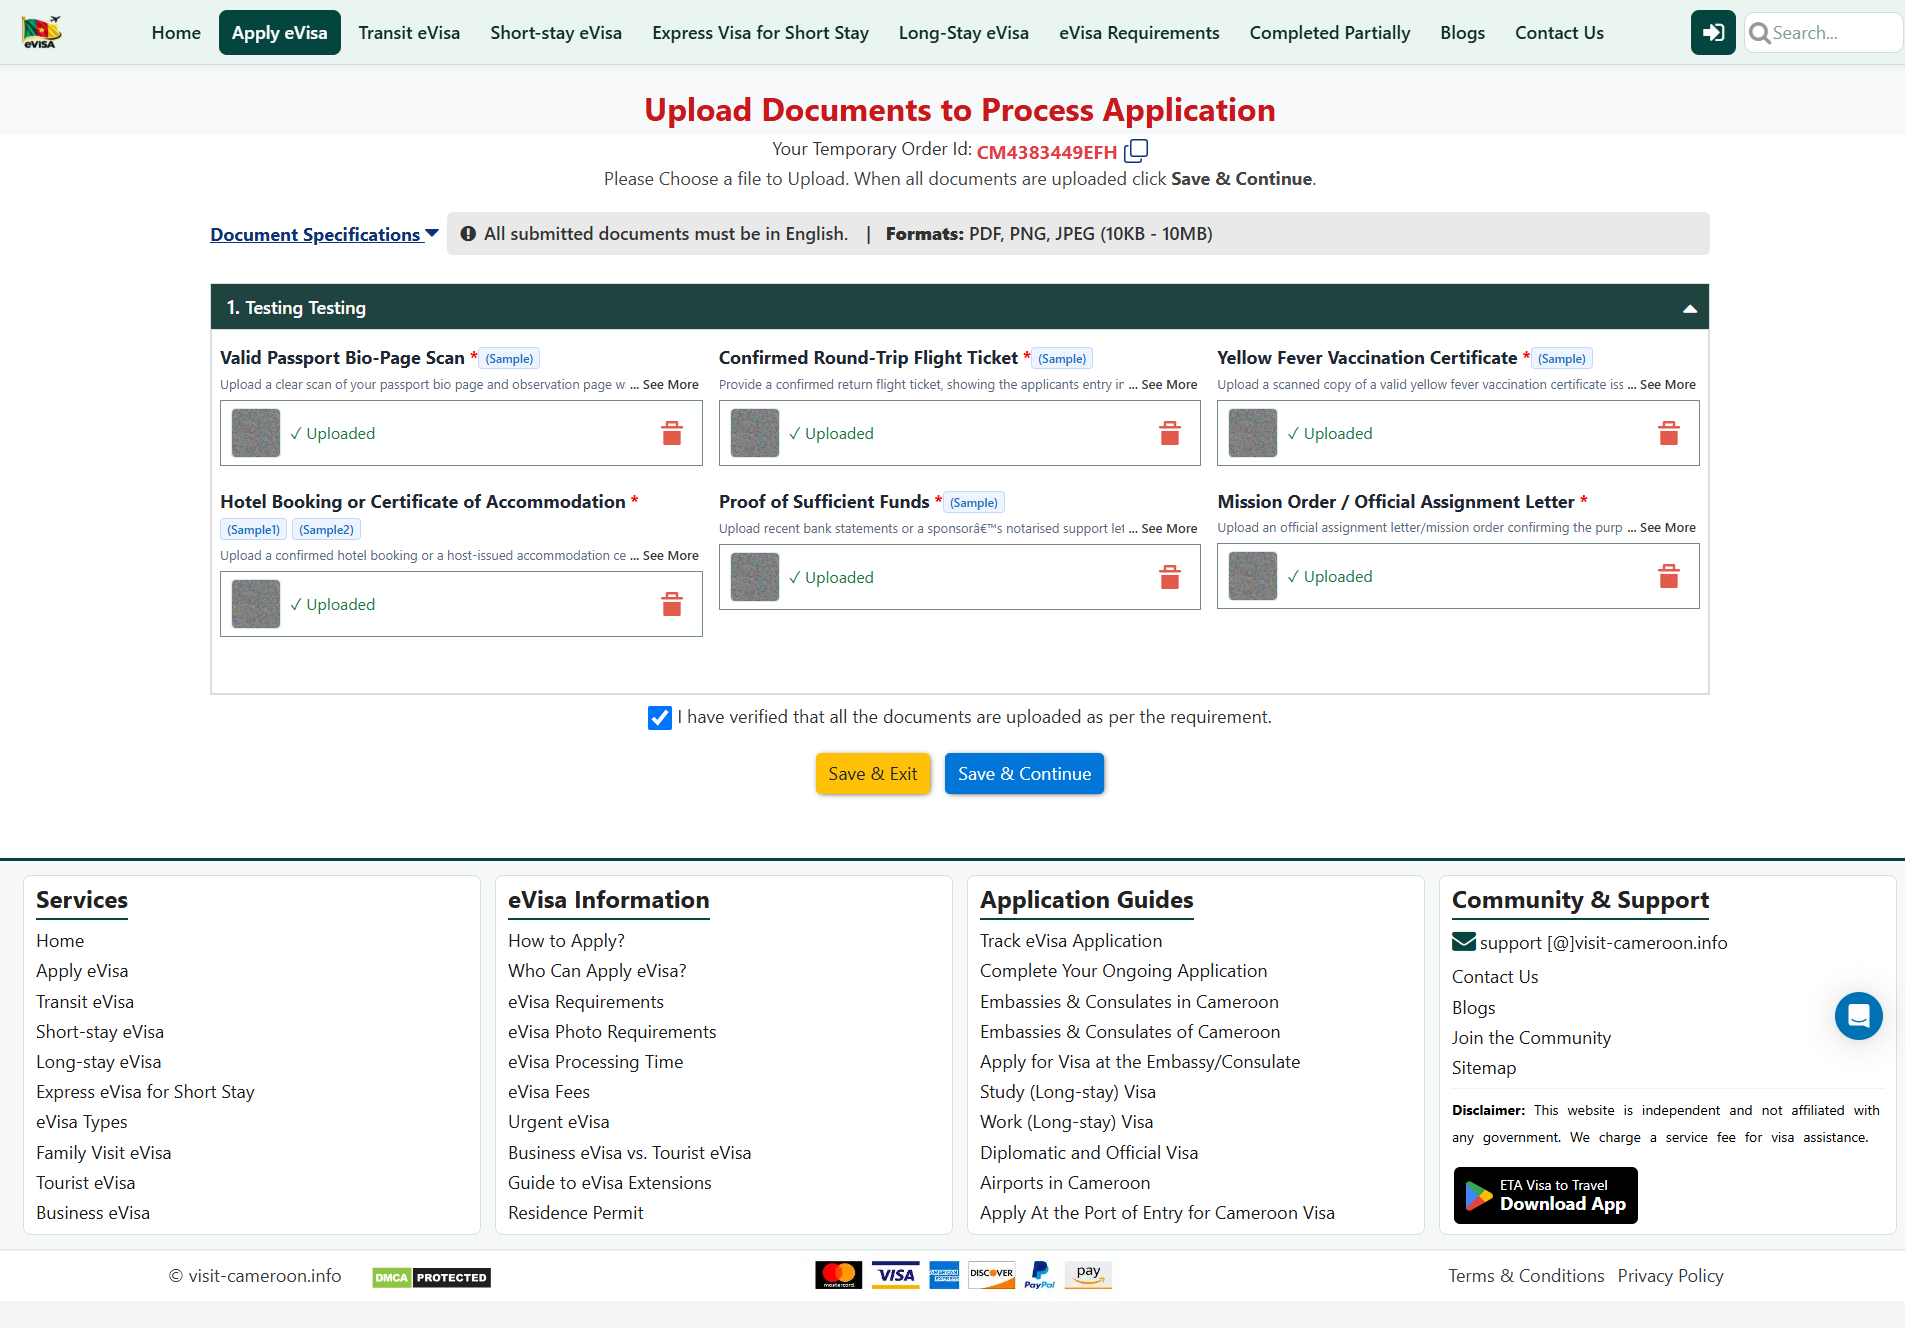 eVISA
Home
Apply eVisa
Transit eVisa
Short-stay eVisa
Express Visa for Short Stay
Long-Stay eVisa
eVisa Requirements
Completed Partially
Blogs
Contact Us
Search...
Upload Documents to Process Application
Your Temporary Order Id: CM4383449EFH
Please Choose a file to Upload. When all documents are uploaded click Save & Continue.
Document Specifications
All submitted documents must be in English. | Formats: PDF, PNG, JPEG (10KB - 10MB)
1. Testing Testing
Valid Passport Bio-Page Scan * (Sample)
Upload a clear scan of your passport bio page and observation page w ... See More
✓ Uploaded
Confirmed Round-Trip Flight Ticket * (Sample)
Provide a confirmed return flight ticket, showing the applicants entry ir ... See More
✓ Uploaded
Yellow Fever Vaccination Certificate * (Sample)
Upload a scanned copy of a valid yellow fever vaccination certificate iss ... See More
✓ Uploaded
Hotel Booking or Certificate of Accommodation *
(Sample1) (Sample2)
Upload a confirmed hotel booking or a host-issued accommodation ce ... See More
✓ Uploaded
Proof of Sufficient Funds * (Sample)
Upload recent bank statements or a sponsorâ€™s notarised support let ... See More
✓ Uploaded
Mission Order / Official Assignment Letter *
Upload an official assignment letter/mission order confirming the purp ... See More
✓ Uploaded
I have verified that all the documents are uploaded as per the requirement.
Save & Exit
Save & Continue
Services
Home
Apply eVisa
Transit eVisa
Short-stay eVisa
Long-stay eVisa
Express eVisa for Short Stay
eVisa Types
Family Visit eVisa
Tourist eVisa
Business eVisa
eVisa Information
How to Apply?
Who Can Apply eVisa?
eVisa Requirements
eVisa Photo Requirements
eVisa Processing Time
eVisa Fees
Urgent eVisa
Business eVisa vs. Tourist eVisa
Guide to eVisa Extensions
Residence Permit
Application Guides
Track eVisa Application
Complete Your Ongoing Application
Embassies & Consulates in Cameroon
Embassies & Consulates of Cameroon
Apply for Visa at the Embassy/Consulate
Study (Long-stay) Visa
Work (Long-stay) Visa
Diplomatic and Official Visa
Airports in Cameroon
Apply At the Port of Entry for Cameroon Visa
Community & Support
support [@]visit-cameroon.info
Contact Us
Blogs
Join the Community
Sitemap
Disclaimer: This website is independent and not affiliated with
any government. We charge a service fee for visa assistance.
ETA Visa to Travel
Download App
© visit-cameroon.info
DMCA PROTECTED
mastercard
VISA
AMERICAN EXPRESS
DISCOVER
PayPal
pay
Terms & Conditions
Privacy Policy